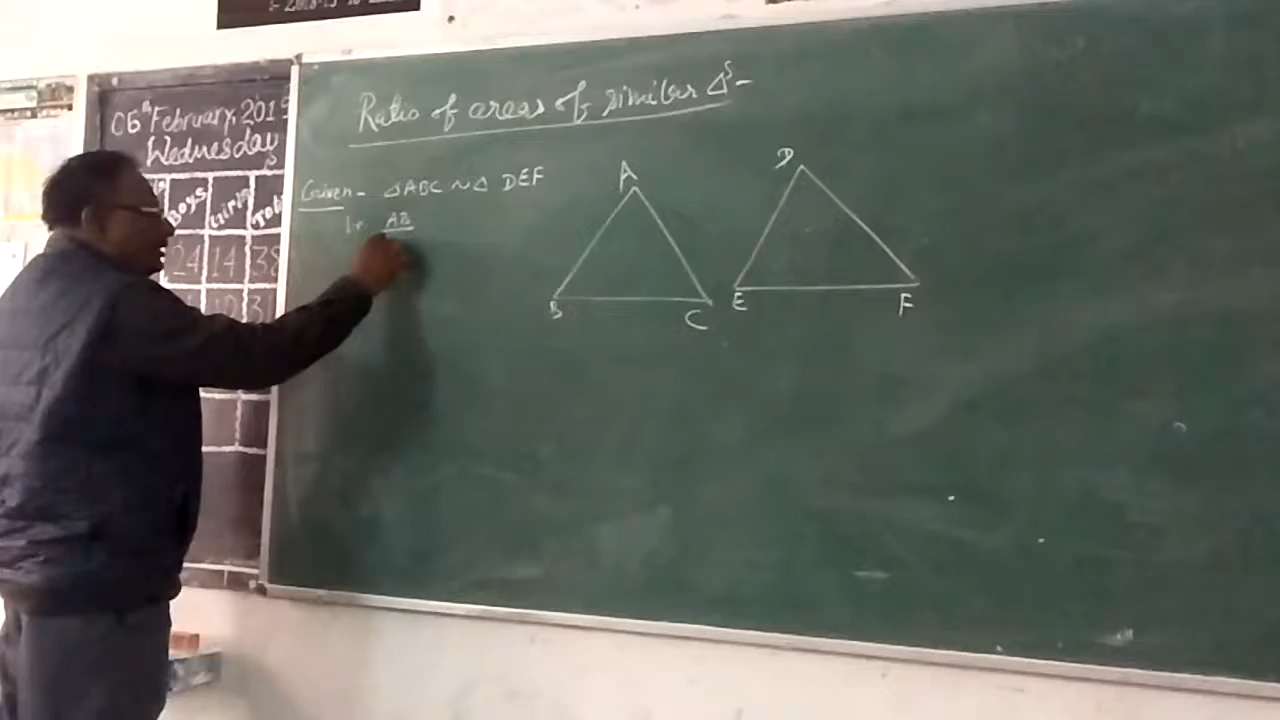 06th February, 2019
Wednesday
Boys Girls Total
24 14 38
Ratio of areas of similar Δs -
Given - ΔABC ~ Δ DEF
AB
A
B
C
D
E
F